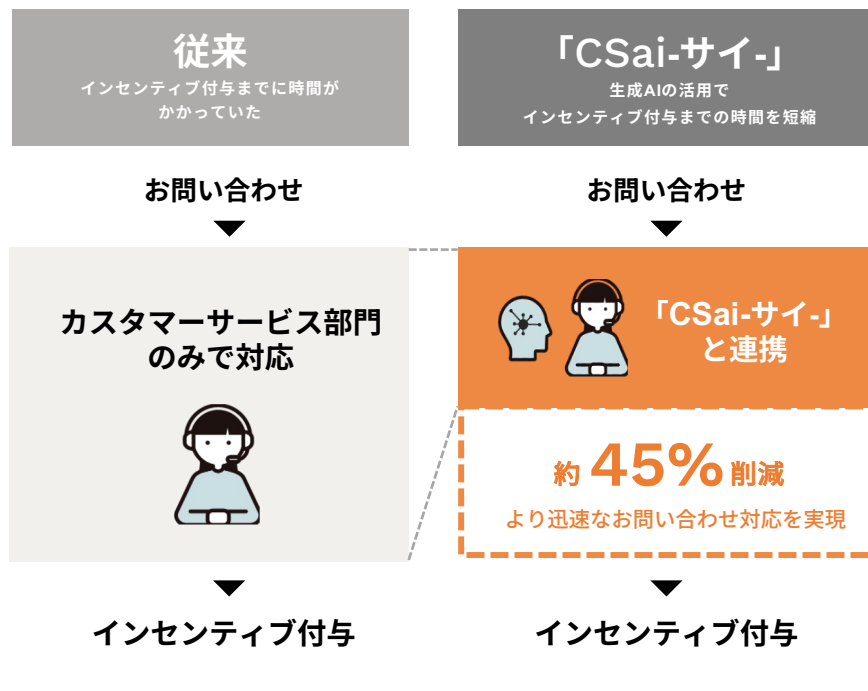 従来
インセンティブ付与までに時間が
かかっていた
お問い合わせ
カスタマーサービス部門
のみで対応
インセンティブ付与
「CSai-サイ-」
生成AIの活用で
インセンティブ付与までの時間を短縮
お問い合わせ
「CSai-サイ-」
と連携
約 45% 削減
より迅速なお問い合わせ対応を実現
インセンティブ付与